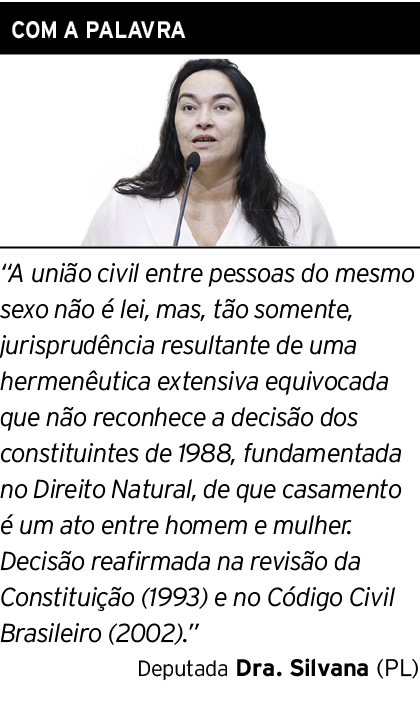 COM A PALAVRA
“A união civil entre pessoas do mesmo
sexo não é lei, mas, tão somente,
jurisprudência resultante de uma
hermenêutica extensiva equivocada
que não reconhece a decisão dos
constituintes de 1988, fundamentada
no Direito Natural, de que casamento
é um ato entre homem e mulher.
Decisão reafirmada na revisão da
Constituição (1993) e no Código Civil
Brasileiro (2002).”
Deputada Dra. Silvana (PL)